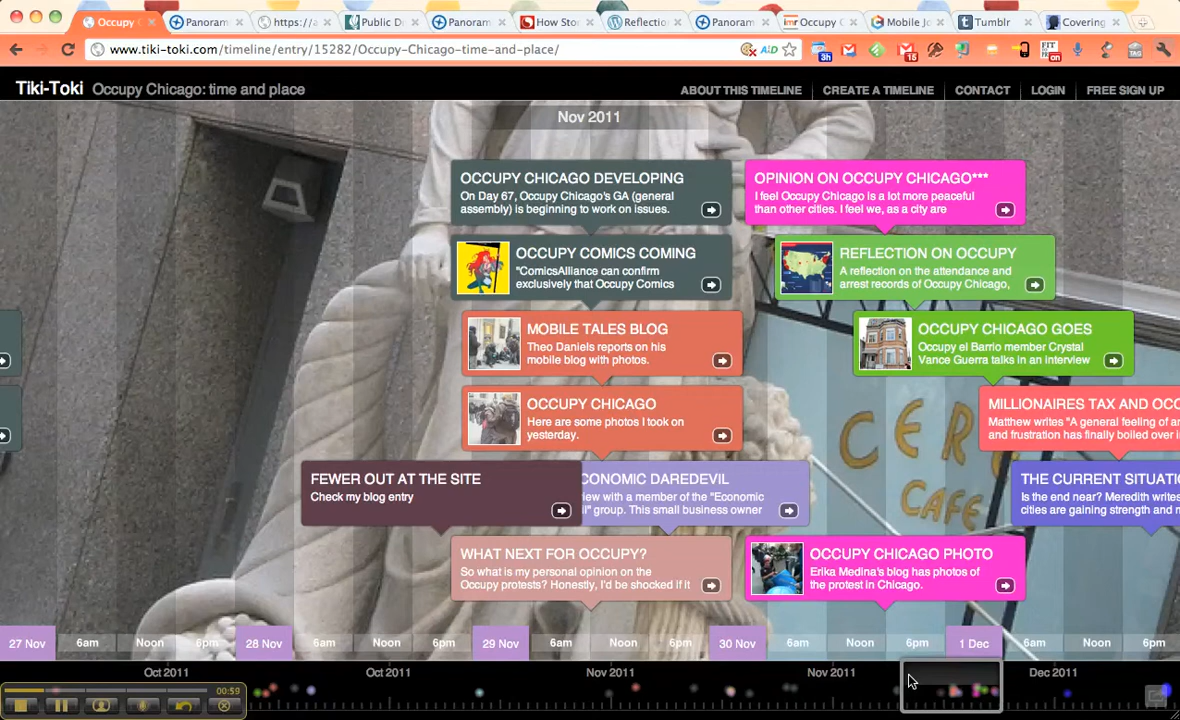 Occupy C
Panoram
https://a
Public D
Panoram
How Sto
Reflectio
Panoram
Occupy C
Mobile Jo
Tumblr
Covering
www.tiki-toki.com/timeline/entry/15282/Occupy-Chicago-time-and-place/
AiD
3h
15
FIT
on
TAG
Tiki-Toki Occupy Chicago: time and place
ABOUT THIS TIMELINE
CREATE A TIMELINE
CONTACT
LOGIN
FREE SIGN UP
Nov 2011
OCCUPY CHICAGO DEVELOPING
On Day 67, Occupy Chicago's GA (general
assembly) is beginning to work on issues.
OPINION ON OCCUPY CHICAGO***
I feel Occupy Chicago is a lot more peaceful
than other cities. I feel we, as a city are
OCCUPY COMICS COMING
"ComicsAlliance can confirm
exclusively that Occupy Comics
REFLECTION ON OCCUPY
A reflection on the attendance and
arrest records of Occupy Chicago,
MOBILE TALES BLOG
Theo Daniels reports on his
mobile blog with photos.
OCCUPY CHICAGO GOES
Occupy el Barrio member Crystal
Vance Guerra talks in an interview
OCCUPY CHICAGO
Here are some photos I took on
yesterday.
MILLIONAIRES TAX AND OCC
Matthew writes "A general feeling of an
and frustration has finally boiled over i
CERO
CAFE
FEWER OUT AT THE SITE
Check my blog entry
CONOMIC DAREDEVIL
iew with a member of the "Economic
l" group. This small business owner
THE CURRENT SITUATI
Is the end near? Meredith writes
cities are gaining strength and n
WHAT NEXT FOR OCCUPY?
So what is my personal opinion on the
Occupy protests? Honestly, I'd be shocked if it
OCCUPY CHICAGO PHOTO
Erika Medina's blog has photos of
the protest in Chicago.
27 Nov 6am Noon 6pm 28 Nov 6am Noon 6pm 29 Nov 6am Noon 6pm 30 Nov 6am Noon 6pm 1 Dec 6am Noon 6pm
Oct 2011 Oct 2011 Nov 2011 Nov 2011 Dec 2011
00:59